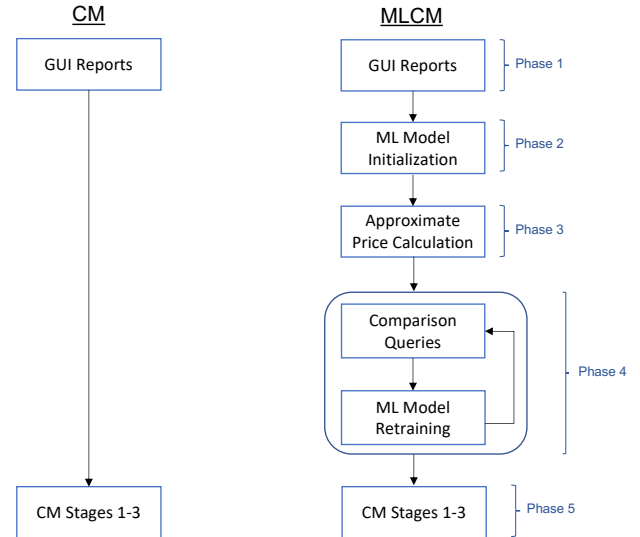 CM
GUI Reports
CM Stages 1-3
MLCM
GUI Reports
Phase 1
ML Model
Initialization
Phase 2
Approximate
Price Calculation
Phase 3
Comparison
Queries
ML Model
Retraining
Phase 4
CM Stages 1-3
Phase 5